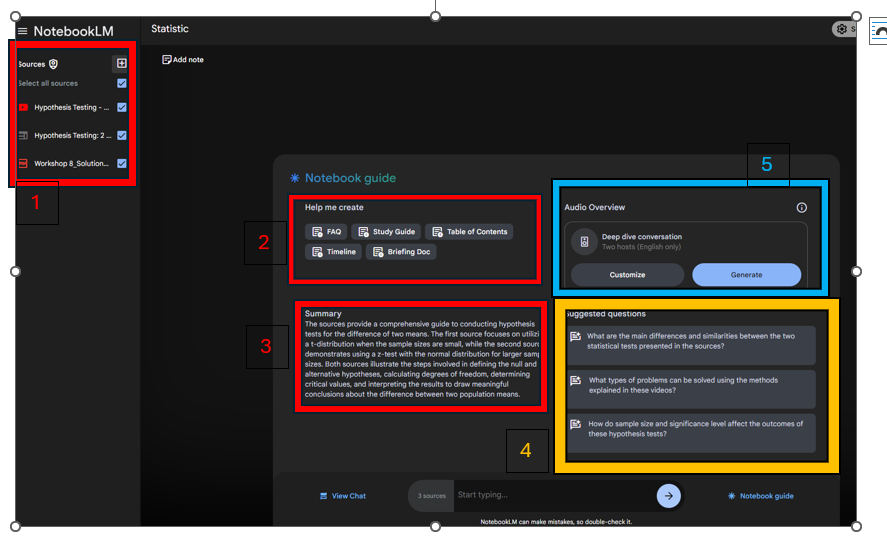 NotebookLM
Statistic
S
Sources
Select all sources
Hypothesis Testing - ...
Hypothesis Testing: 2 ...
Workshop 8_Solution...
1
Add note
Notebook guide
2
Help me create
FAQ
Study Guide
Table of Contents
Timeline
Briefing Doc
5
Audio Overview
Deep dive conversation
Two hosts (English only)
Customize
Generate
3
Summary
The sources provide a comprehensive guide to conducting hypothesis
tests for the difference of two means. The first source focuses on utilizi
a t-distribution when the sample sizes are small, while the second sour
demonstrates using a z-test with the normal distribution for larger samp
sizes. Both sources illustrate the steps involved in defining the null and
alternative hypotheses, calculating degrees of freedom, determining
critical values, and interpreting the results to draw meaningful
conclusions about the difference between two population means.
4
Suggested questions
What are the main differences and similarities between the two
statistical tests presented in the sources?
What types of problems can be solved using the methods
explained in these videos?
How do sample size and significance level affect the outcomes of
these hypothesis tests?
View Chat
3 sources
Start typing...
Notebook guide
NotebookLM can make mistakes, so double-check it.